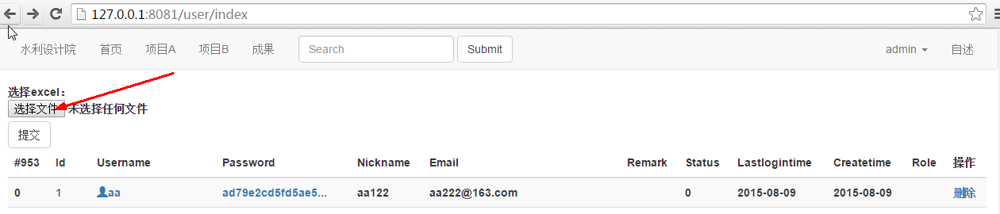 127.0.0.1:8081/user/index
水利设计院 首页 项目A 项目B 成果 Search Submit admin 自述
选择excel：
选择文件 未选择任何文件
提交
#953 Id Username Password Nickname Email Remark Status Lastlogintime Createtime Role 操作
0 1 aa ad79e2cd5fd5ae5... aa122 aa222@163.com 0 2015-08-09 2015-08-09 删除